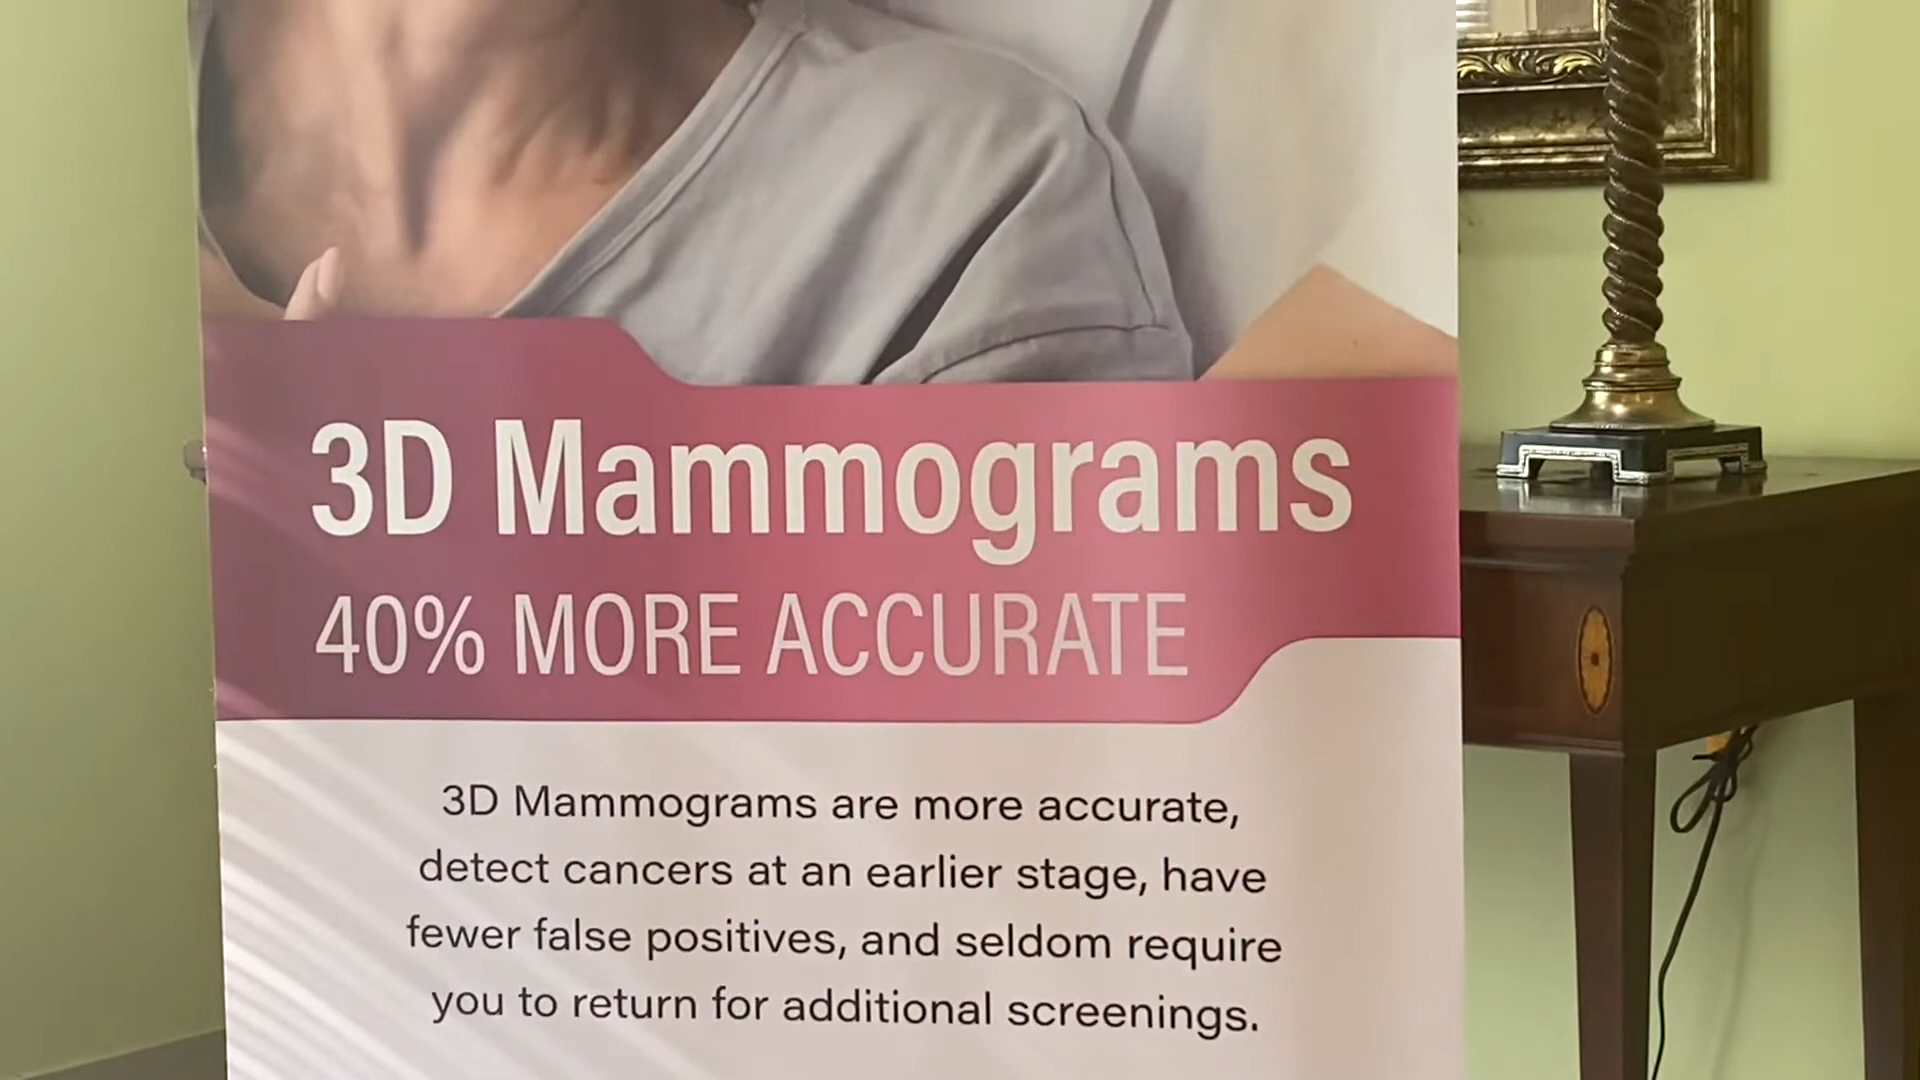 3D Mammograms
40% MORE ACCURATE
3D Mammograms are more accurate,
detect cancers at an earlier stage, have
fewer false positives, and seldom require
you to return for additional screenings.